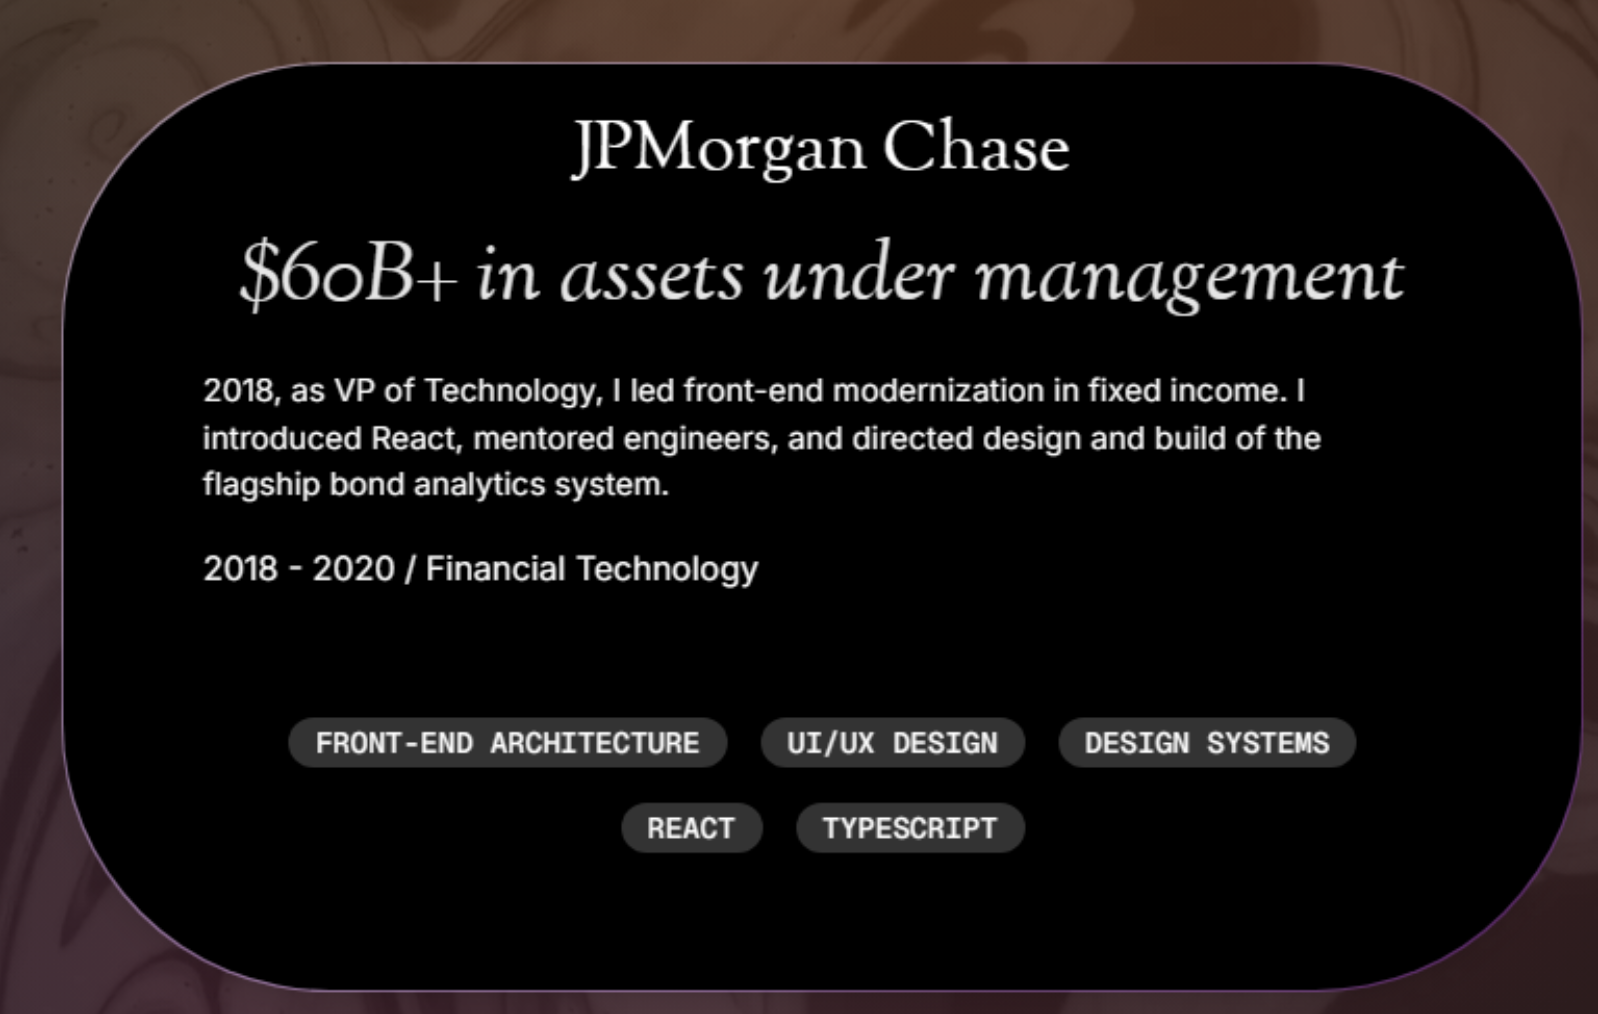 JPMorgan Chase
$60B+ in assets under management
2018, as VP of Technology, I led front-end modernization in fixed income. I
introduced React, mentored engineers, and directed design and build of the
flagship bond analytics system.
2018 - 2020 / Financial Technology
FRONT-END ARCHITECTURE UI/UX DESIGN DESIGN SYSTEMS
REACT TYPESCRIPT